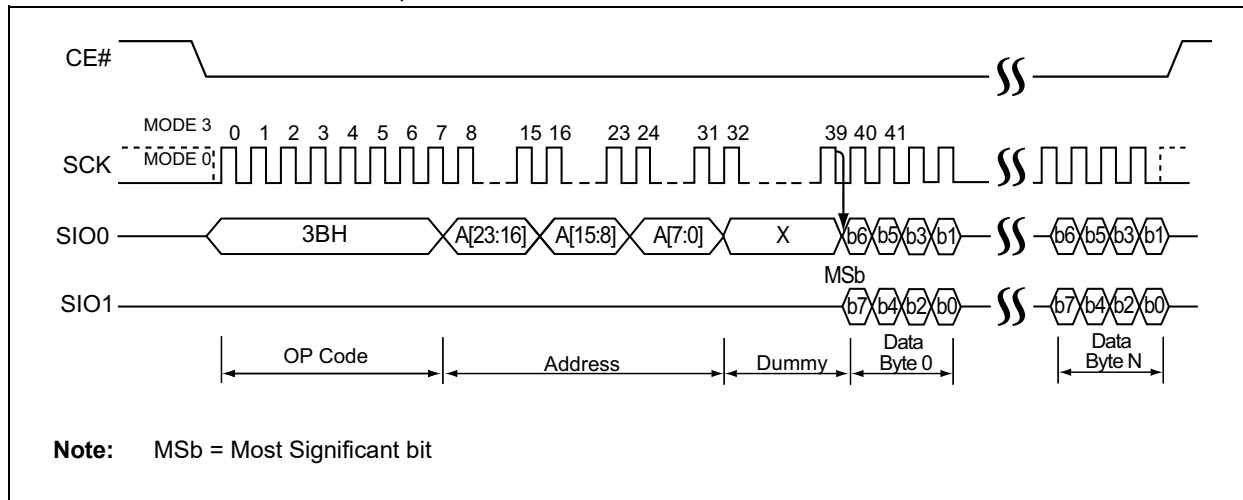 CE#
MODE 3
0 1 2 3 4 5 6 7 8 15 16 23 24 31 32 39 40 41
SCK
MODE 0
SIO0 3BH A[23:16] A[15:8] A[7:0] X b6 b5 b3 b1 b6 b5 b3 b1
MSb
SIO1 b7 b4 b2 b0 b7 b4 b2 b0
OP Code Address Dummy Data Byte 0 Data Byte N
Note: MSb = Most Significant bit